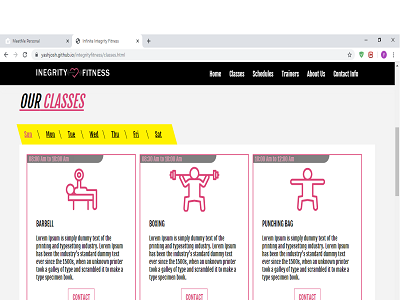 MeetMe Personal
Infinite Integrity Fitness
yashyosh.github.io/integrityfitness/classes.html
INEGRITY FITNESS
Home Classes Schedules Trainers About Us Contact Info
OUR CLASSES
Sun \ Mon \ Tue \ Wed \ Thu \ Fri \ Sat
08:30 Am to 10:00 Am
08:30 Am to 10:00 Am
10:00 Am to 12:00 Am
BARBELL
Lorem Ipsum is simply dummy text of the
printing and typesetting industry. Lorem Ipsum
has been the industry's standard dummy text
ever since the 1500s, when an unknown printer
took a galley of type and scrambled it to make a
type specimen book.
CONTACT
BOXING
Lorem Ipsum is simply dummy text of the
printing and typesetting industry. Lorem Ipsum
has been the industry's standard dummy text
ever since the 1500s, when an unknown printer
took a galley of type and scrambled it to make a
type specimen book.
CONTACT
PUNCHING BAG
Lorem Ipsum is simply dummy text of the
printing and typesetting industry. Lorem Ipsum
has been the industry's standard dummy text
ever since the 1500s, when an unknown printer
took a galley of type and scrambled it to make a
type specimen book.
CONTACT